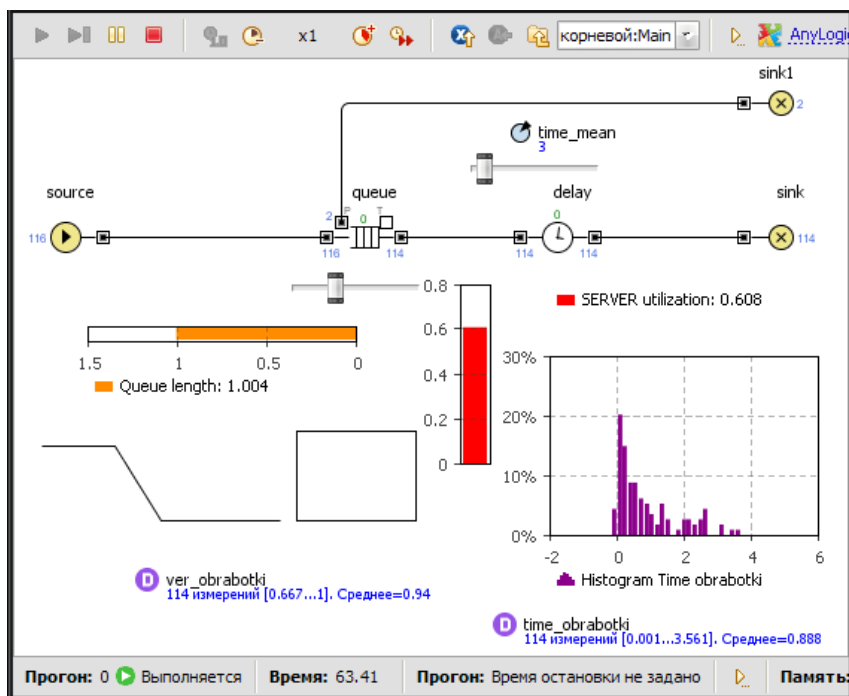 x1 корневой:Main AnyLogic
sink1
2
time_mean
3
source queue delay sink
2 P T
0 0
116 114
116 114 114 114
0.8
SERVER utilization: 0.608
0.6
30%
1.5 1 0.5 0
0.4
Queue length: 1.004
20%
0.2
10%
0
0%
-2 0 2 4 6
ver_obrabotki
Histogram Time obrabotki
114 измерений [0.667...1]. Среднее=0.94
D
time_obrabotki
D
114 измерений [0.001...3.561]. Среднее=0.888
Прогон: 0 Выполняется Время: 63.41 Прогон: Время остановки не задано Память: